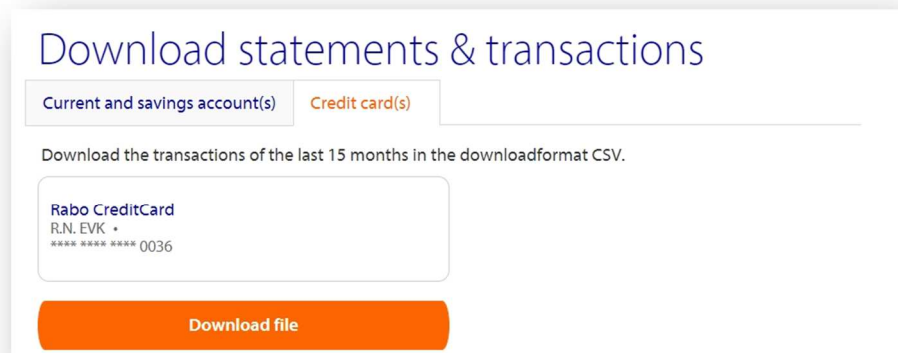 Download statements & transactions
Current and savings account(s)
Credit card(s)
Download the transactions of the last 15 months in the downloadformat CSV.
Rabo CreditCard
R.N. EVK •
**** **** **** 0036
Download file